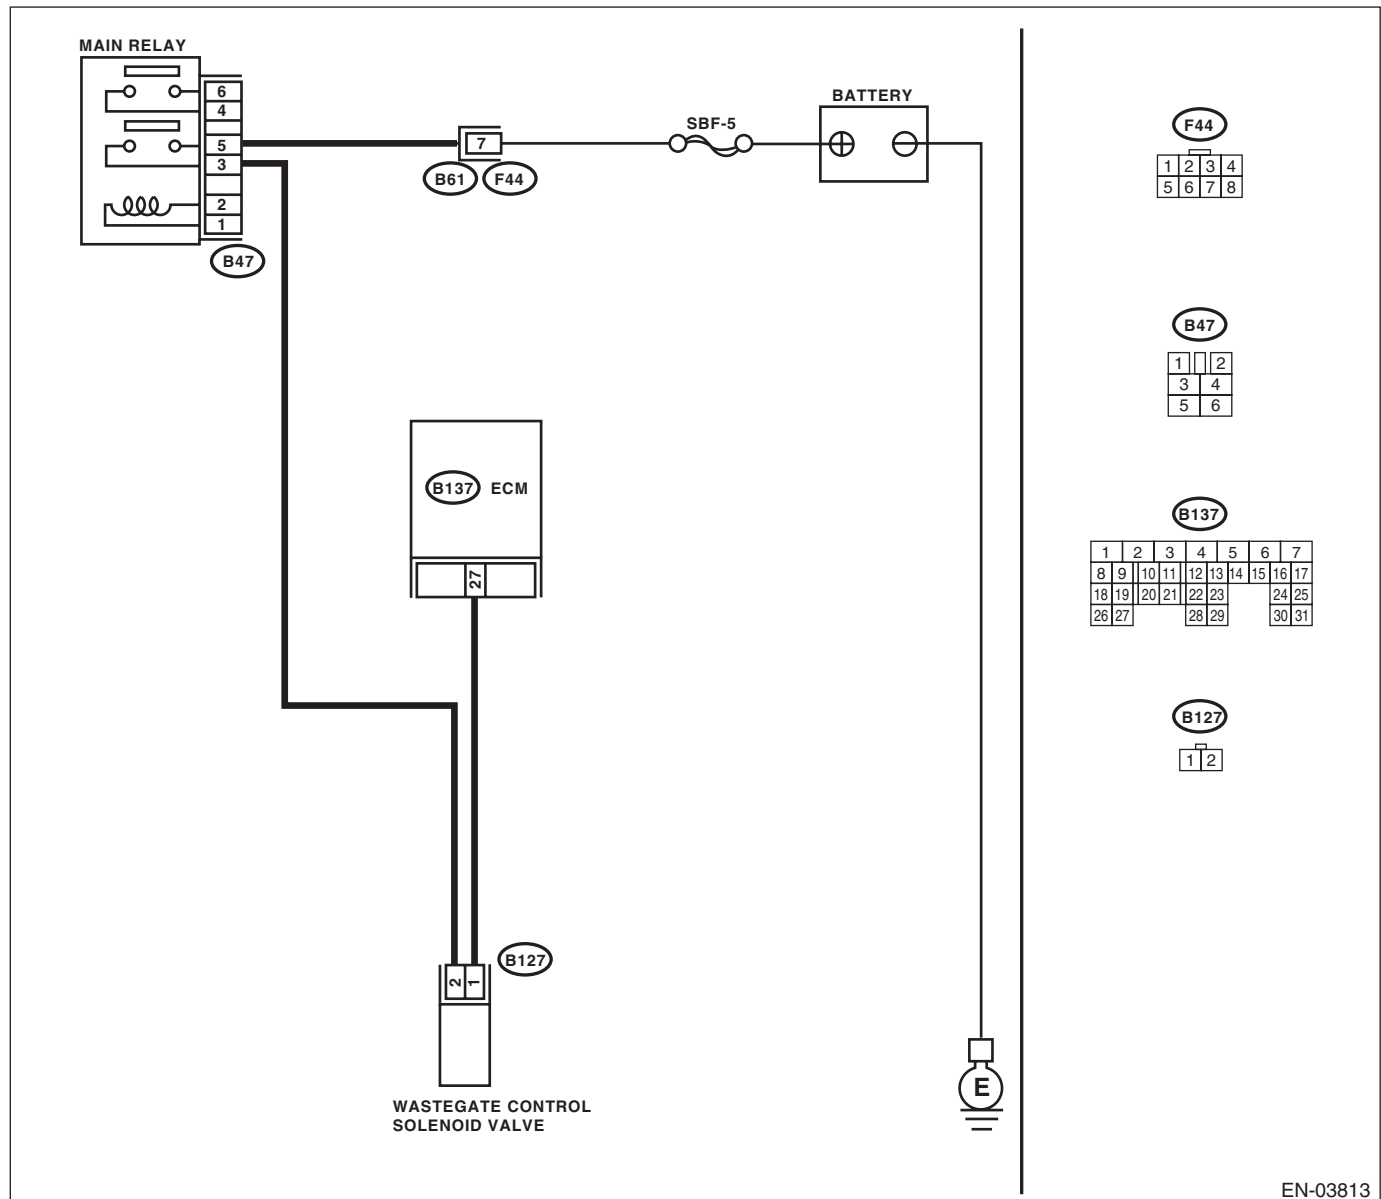 MAIN RELAY
6
4
5
3
2
1
B47
7
B61
F44
SBF-5
BATTERY
B137
ECM
27
2
1
B127
WASTEGATE CONTROL
SOLENOID VALVE
E
F44
1 2 3 4
5 6 7 8
B47
1 2
3 4
5 6
B137
1 2 3 4 5 6 7
8 9 10 11 12 13 14 15 16 17
18 19 20 21 22 23 24 25
26 27 28 29 30 31
B127
1 2
EN-03813